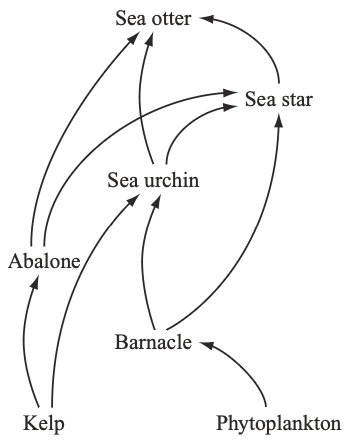 Sea otter
Sea star
Sea urchin
Abalone
Barnacle
Kelp
Phytoplankton